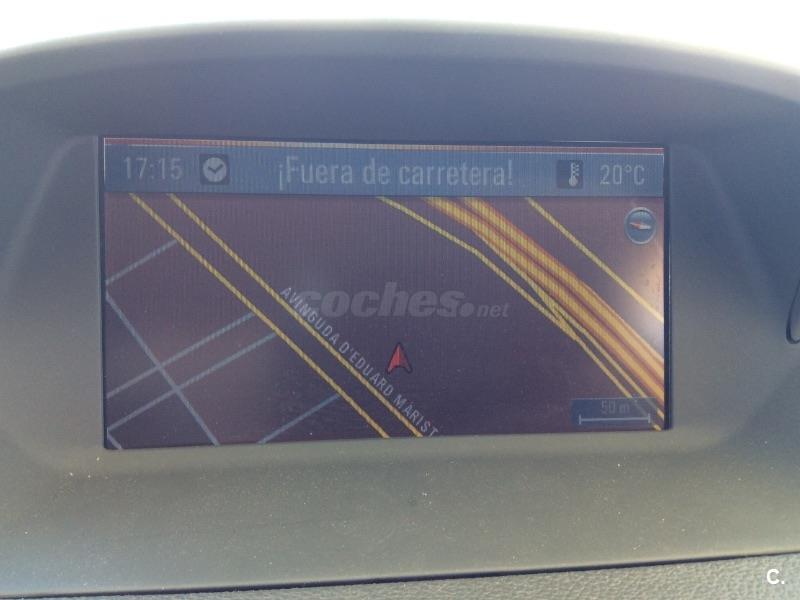 17:15 ¡Fuera de carretera! 20°C
coches.net
AVINGUDA D'EDUARD MARIST
50 m
C.